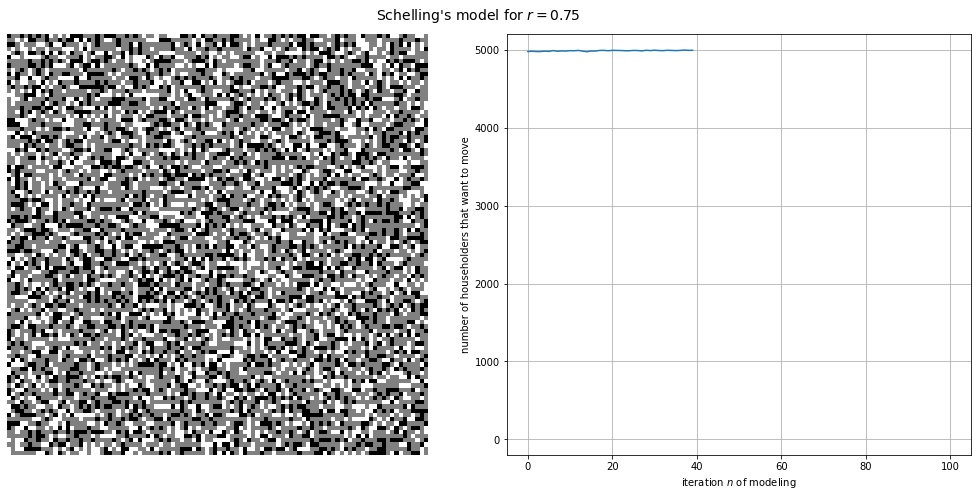 Schelling's model for r = 0.75
number of householders that want to move
5000
4000
3000
2000
1000
0
0 20 40 60 80 100
iteration n of modeling